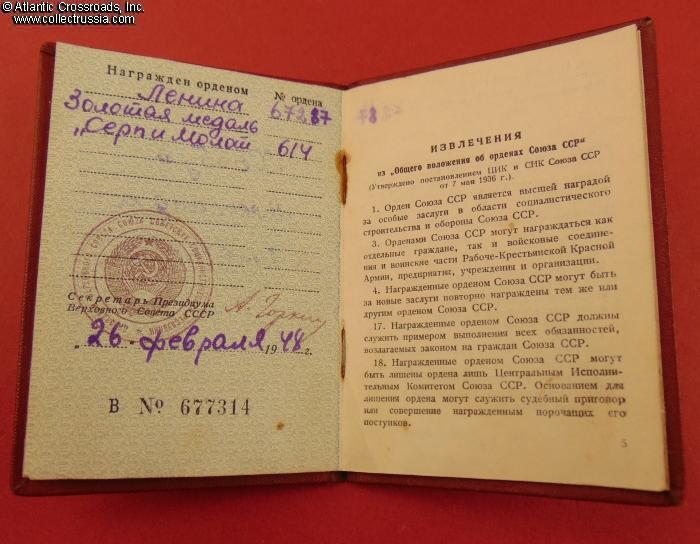 © Atlantic Crossroads, Inc.
www.collectrussia.com
Награжден орденом
№ ордена
Ленина 67387
Золотая медаль
„Серп и Молот 614
Секретарь Президиума
Верховного Совета СССР
„26" февраля 1948 г.
В № 677314
ИЗВЛЕЧЕНИЯ
из „Общего положения об орденах Союза ССР"
(Утверждено постановлением ЦИК и СНК Союза ССР
от 7 мая 1936 г.).
1. Орден Союза ССР является высшей наградой
за особые заслуги в области социалистического
строительства и обороны Союза ССР.
3. Орденами Союза ССР могут награждаться как
отдельные граждане, так и войсковые соедине-
ния и воинские части Рабоче-Крестьянской Красной
Армии, предприятия, учреждения и организации.
4. Награжденные орденом Союза ССР могут быть
за новые заслуги повторно награждены тем же или
другим орденом Союза ССР.
17. Награжденные орденом Союза ССР должны
служить примером выполнения всех обязанностей,
возлагаемых законом на граждан Союза ССР.
18. Награжденные орденом Союза ССР могут
быть лишены ордена лишь Центральным Исполни-
тельным Комитетом Союза ССР. Основанием для
лишения ордена могут служить судебный приговор
или совершение награжденным порочащих его
поступков.
5